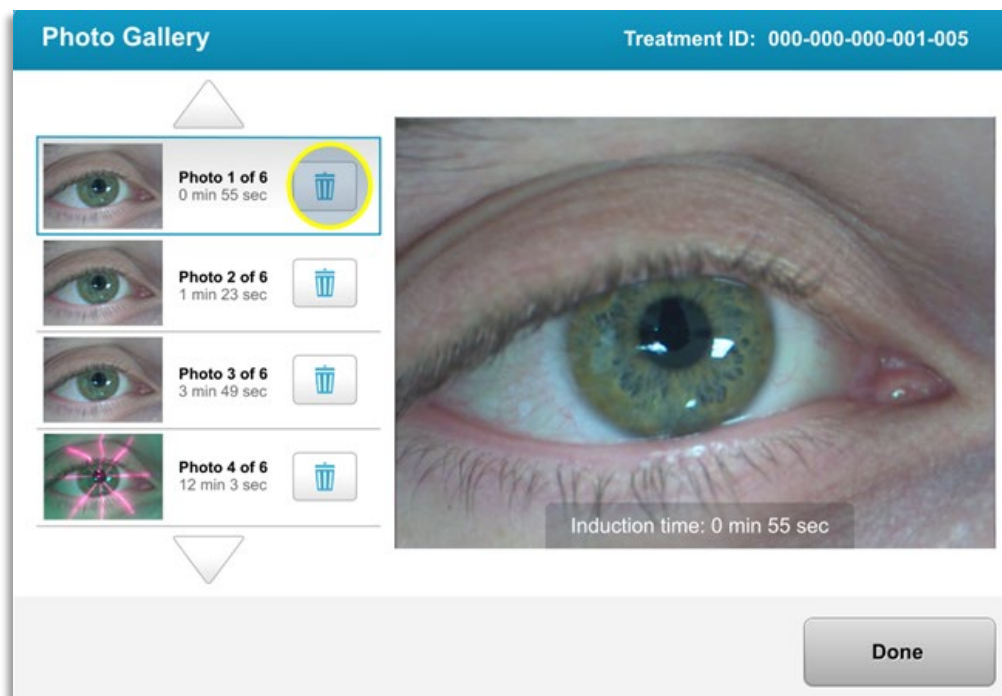 Photo Gallery
Treatment ID: 000-000-000-001-005
Photo 1 of 6
0 min 55 sec
Photo 2 of 6
1 min 23 sec
Photo 3 of 6
3 min 49 sec
Photo 4 of 6
12 min 3 sec
Induction time: 0 min 55 sec
Done